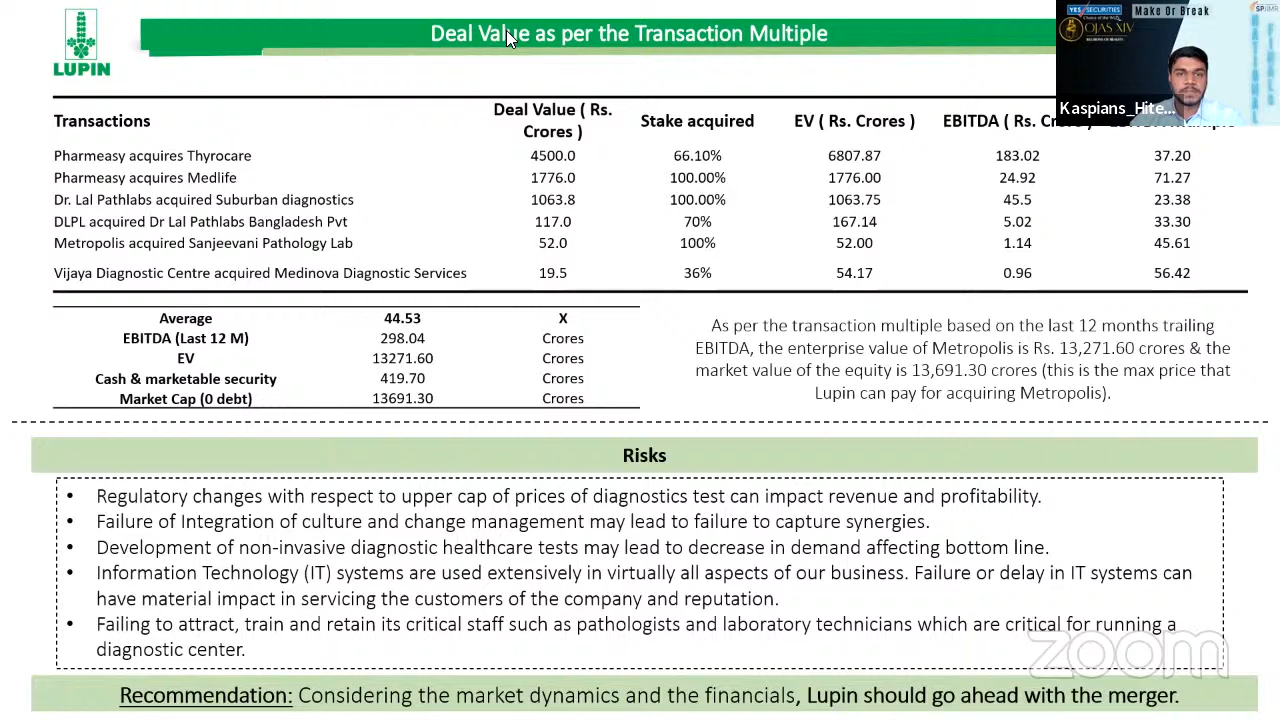 LUPIN
Deal Value as per the Transaction Multiple
YES SECURITIES
Make Or Break
SPJIMR
OJAS XIV
NATIONAL
FINALS
Kaspians_Hite...
Transactions Deal Value ( Rs. Crores ) Stake acquired EV ( Rs. Crores ) EBITDA ( Rs.
Pharmeasy acquires Thyrocare 4500.0 66.10% 6807.87 183.02 37.20
Pharmeasy acquires Medlife 1776.0 100.00% 1776.00 24.92 71.27
Dr. Lal Pathlabs acquired Suburban diagnostics 1063.8 100.00% 1063.75 45.5 23.38
DLPL acquired Dr Lal Pathlabs Bangladesh Pvt 117.0 70% 167.14 5.02 33.30
Metropolis acquired Sanjeevani Pathology Lab 52.0 100% 52.00 1.14 45.61
Vijaya Diagnostic Centre acquired Medinova Diagnostic Services 19.5 36% 54.17 0.96 56.42
Average 44.53 X
EBITDA (Last 12 M) 298.04 Crores
EV 13271.60 Crores
Cash & marketable security 419.70 Crores
Market Cap (0 debt) 13691.30 Crores
As per the transaction multiple based on the last 12 months trailing
EBITDA, the enterprise value of Metropolis is Rs. 13,271.60 crores & the
market value of the equity is 13,691.30 crores (this is the max price that
Lupin can pay for acquiring Metropolis).
Risks
• Regulatory changes with respect to upper cap of prices of diagnostics test can impact revenue and profitability.
• Failure of Integration of culture and change management may lead to failure to capture synergies.
• Development of non-invasive diagnostic healthcare tests may lead to decrease in demand affecting bottom line.
• Information Technology (IT) systems are used extensively in virtually all aspects of our business. Failure or delay in IT systems can
have material impact in servicing the customers of the company and reputation.
• Failing to attract, train and retain its critical staff such as pathologists and laboratory technicians which are critical for running a
diagnostic center.
zoom
Recommendation: Considering the market dynamics and the financials, Lupin should go ahead with the merger.